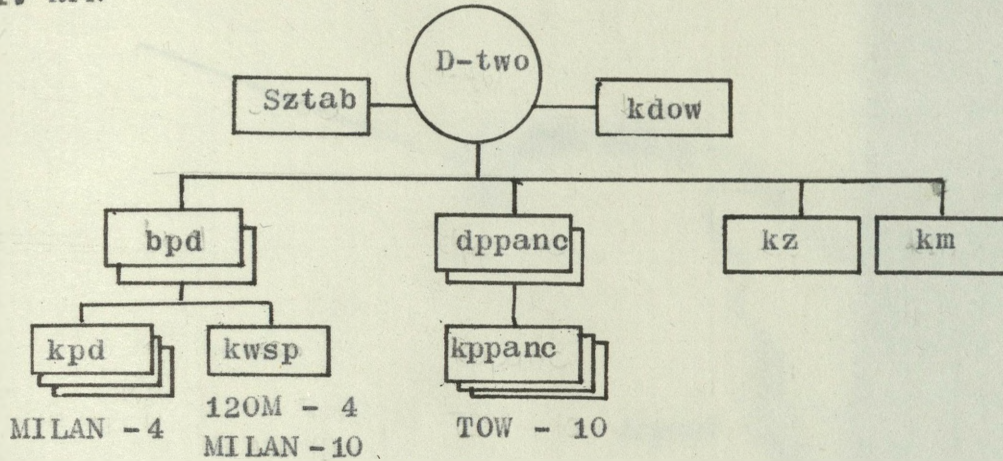 D-two
Sztab
kdow
bpd
dppanc
kz
km
kpd
kwsp
kppanc
MILAN - 4
120M - 4
MILAN - 10
TOW - 10